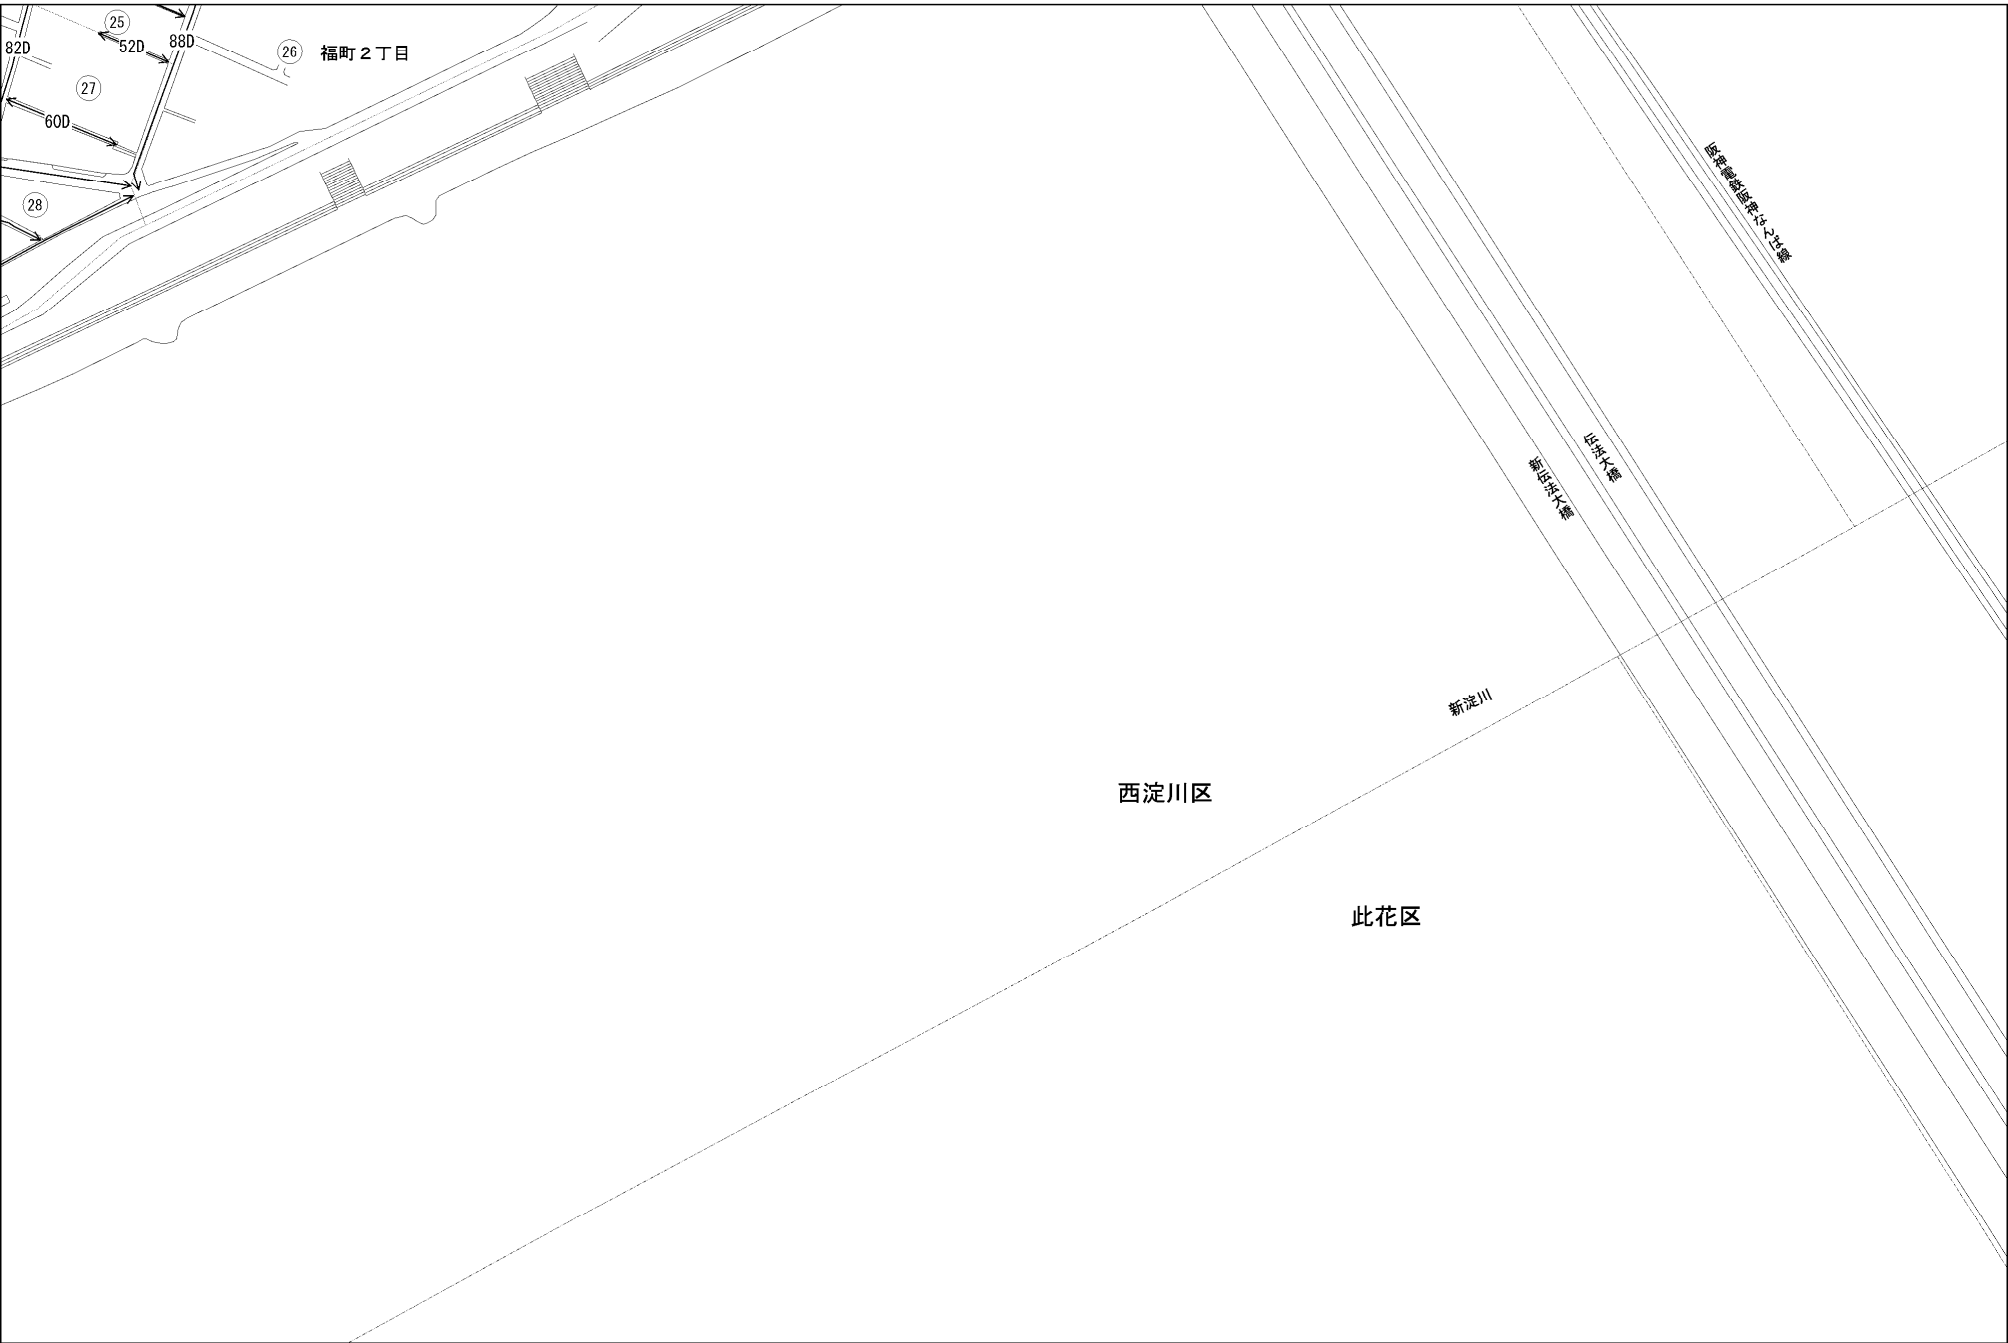 25
82D
52D
88D
26
福町2丁目
27
60D
28
阪神電鉄阪神なんば線
伝法大橋
新伝法大橋
新淀川
西淀川区
此花区